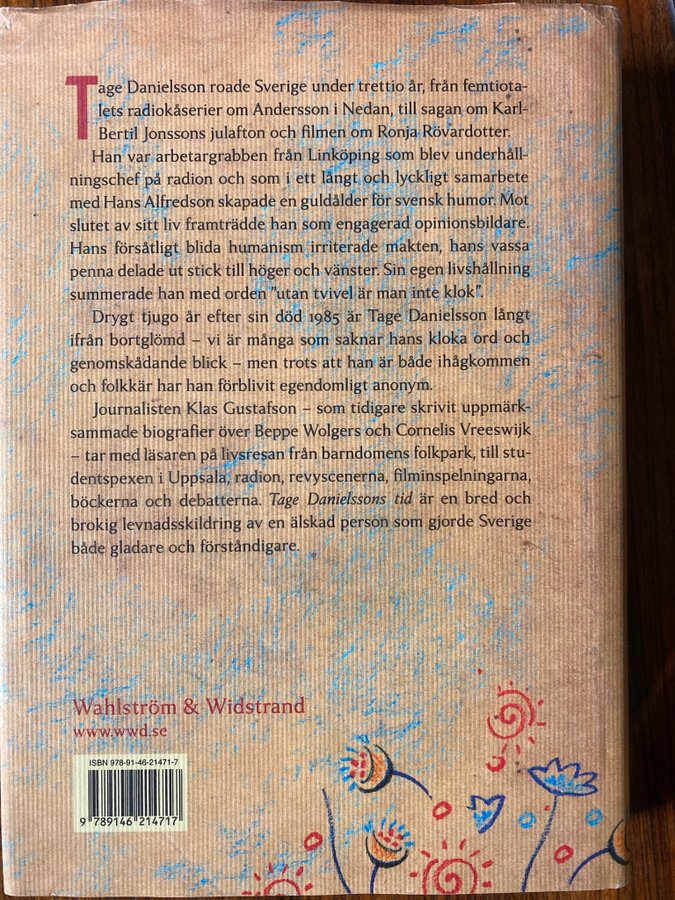 Tage Danielsson roade Sverige under trettio år, från femtiota-
lets radiokåserier om Andersson i Nedan, till sagan om Karl-
Bertil Jonssons julafton och filmen om Ronja Rövardotter.
Han var arbetargrabben från Linköping som blev underhåll-
ningschef på radion och som i ett långt och lyckligt samarbete
med Hans Alfredson skapade en guldålder för svensk humor. Mot
slutet av sitt liv framträdde han som engagerad opinionsbildare.
Hans försåtligt blida humanism irriterade makten, hans vassa
penna delade ut stick till höger och vänster. Sin egen livshållning
summerade han med orden ”utan tvivel är man inte klok”.
Drygt tjugo år efter sin död 1985 är Tage Danielsson långt
ifrån bortglömd – vi är många som saknar hans kloka ord och
genomskådande blick – men trots att han är både ihågkommen
och folkkär har han förblivit egendomligt anonym.
Journalisten Klas Gustafson – som tidigare skrivit uppmärk-
sammade biografier över Beppe Wolgers och Cornelis Vreeswijk
– tar med läsaren på livsresan från barndomens folkpark, till stu-
dentspexen i Uppsala, radion, revyscenerna, filminspelningarna,
böckerna och debatterna. Tage Danielssons tid är en bred och
brokig levnadsskildring av en älskad person som gjorde Sverige
både gladare och förståndigare.
Wahlström & Widstrand
www.wwd.se
ISBN 978-91-46-21471-7
9 789146 214717